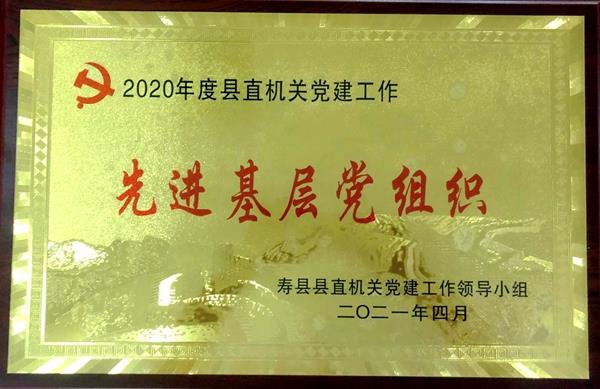 2020年度县直机关党建工作
先进基层党组织
寿县县直机关党建工作领导小组
二〇二一年四月